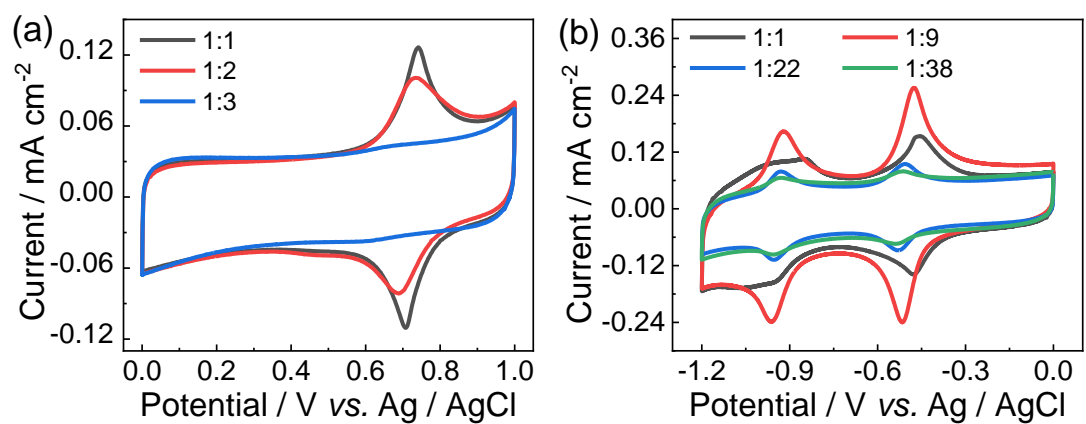 (a)
1:1
1:2
1:3
0.12
0.06
0.00
-0.06
-0.12
Current / mA cm-2
0.0 0.2 0.4 0.6 0.8 1.0
Potential / V vs. Ag / AgCl
(b)
1:1 1:9
1:22 1:38
0.36
0.24
0.12
0.00
-0.12
-0.24
Current / mA cm-2
-1.2 -0.9 -0.6 -0.3 0.0
Potential / V vs. Ag / AgCl